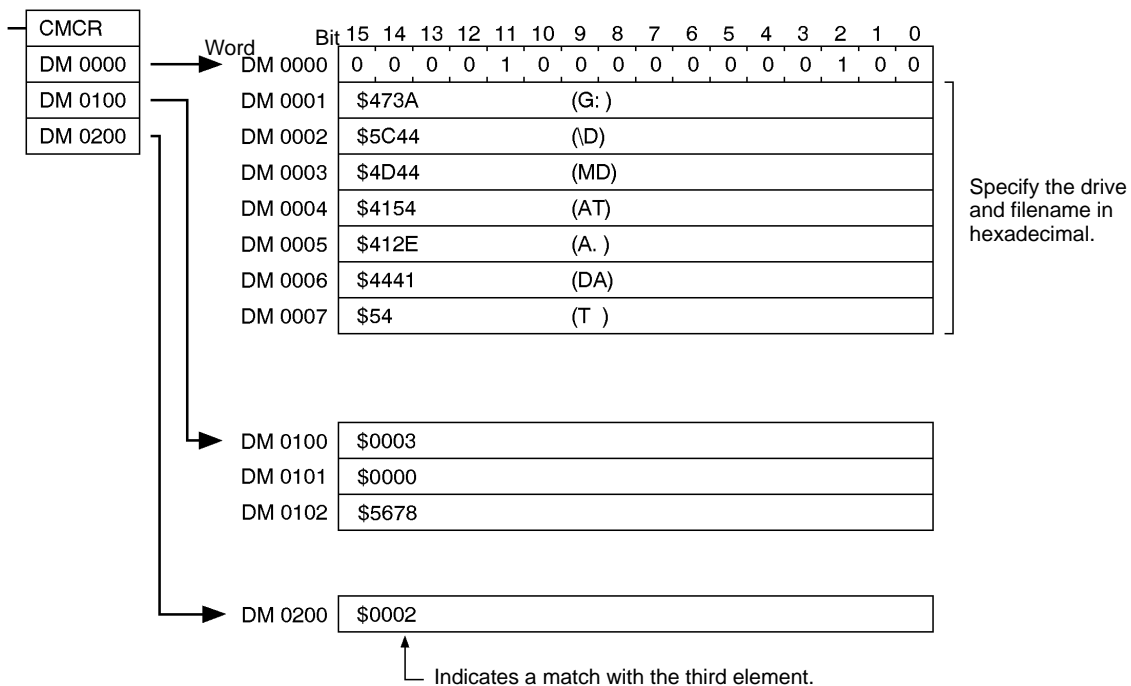 CMCR
DM 0000
DM 0100
DM 0200
Word Bit 15 14 13 12 11 10 9 8 7 6 5 4 3 2 1 0
DM 0000 0 0 0 0 1 0 0 0 0 0 0 0 0 1 0 0
DM 0001 $473A (G: )
DM 0002 $5C44 (\D)
DM 0003 $4D44 (MD)
DM 0004 $4154 (AT)
DM 0005 $412E (A. )
DM 0006 $4441 (DA)
DM 0007 $54 (T )
Specify the drive
and filename in
hexadecimal.
DM 0100 $0003
DM 0101 $0000
DM 0102 $5678
DM 0200 $0002
Indicates a match with the third element.